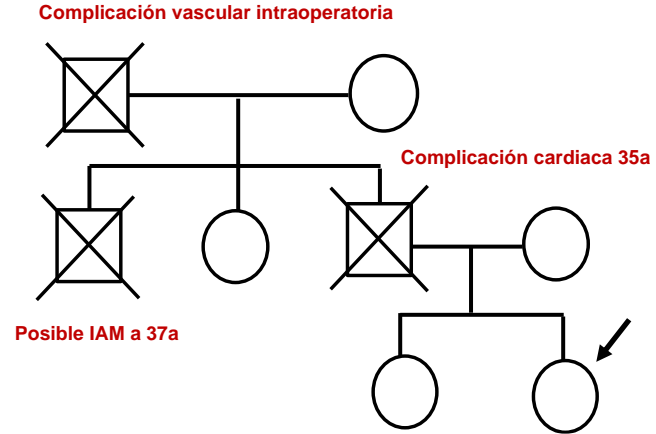 Complicación vascular intraoperatoria
Complicación cardiaca 35a
Posible IAM a 37a